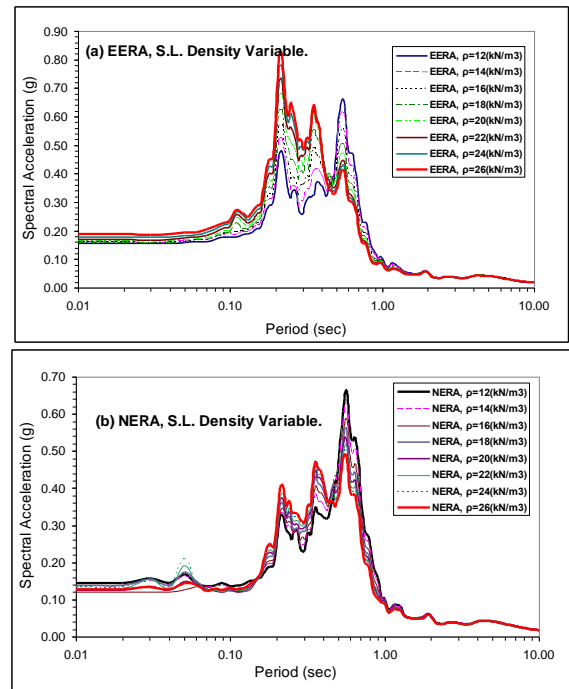 (a) EERA, S.L. Density Variable.
EERA, ρ=12(kN/m3)
EERA, ρ=14(kN/m3)
EERA, ρ=16(kN/m3)
EERA, ρ=18(kN/m3)
EERA, ρ=20(kN/m3)
EERA, ρ=22(kN/m3)
EERA, ρ=24(kN/m3)
EERA, ρ=26(kN/m3)
Spectral Acceleration (g)
0.90
0.80
0.70
0.60
0.50
0.40
0.30
0.20
0.10
0.00
0.01 0.10 1.00 10.00
Period (sec)
(b) NERA, S.L. Density Variable.
NERA, ρ=12(kN/m3)
NERA, ρ=14(kN/m3)
NERA, ρ=16(kN/m3)
NERA, ρ=18(kN/m3)
NERA, ρ=20(kN/m3)
NERA, ρ=22(kN/m3)
NERA, ρ=24(kN/m3)
NERA, ρ=26(kN/m3)
Spectral Acceleration (g)
0.70
0.60
0.50
0.40
0.30
0.20
0.10
0.00
0.01 0.10 1.00 10.00
Period (sec)